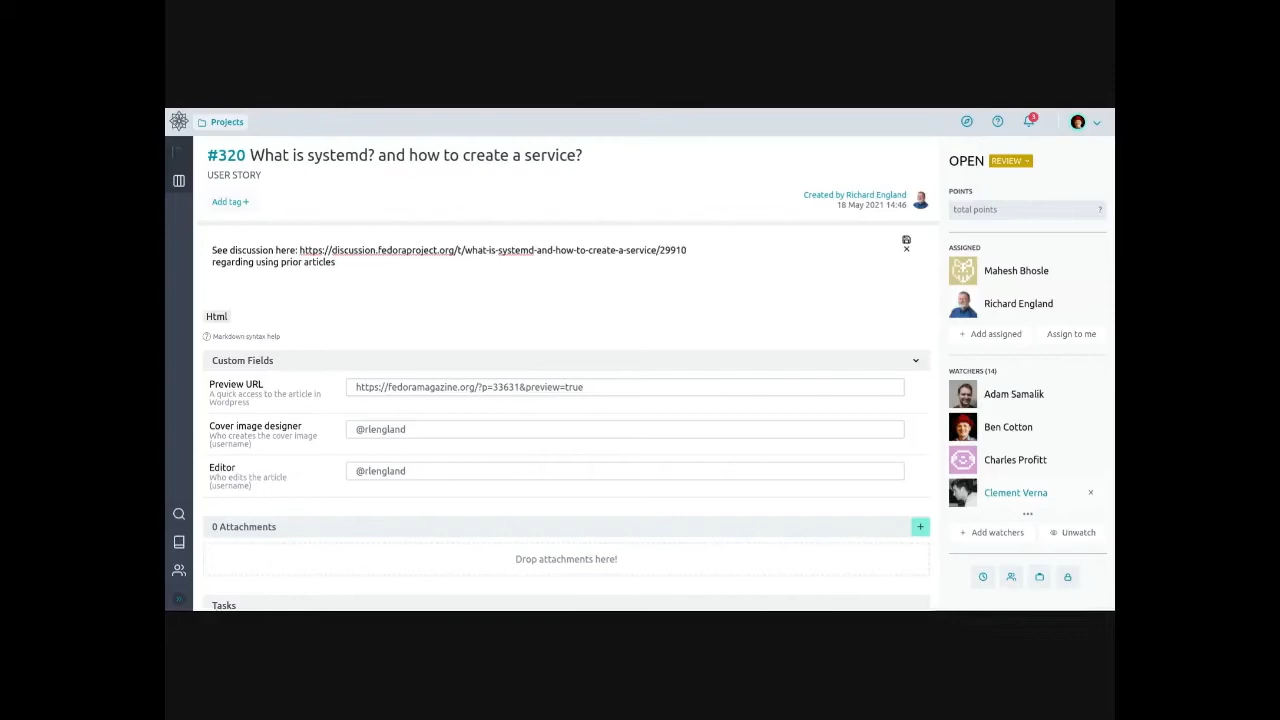 Projects
3
#320 What is systemd? and how to create a service?
USER STORY
Add tag+
Created by Richard England
18 May 2021 14:46
See discussion here: https://discussion.fedoraproject.org/t/what-is-systemd-and-how-to-create-a-service/29910
regarding using prior articles
Html
? Markdown syntax help
Custom Fields
Preview URL
A quick access to the article in
Wordpress
https://fedoramagazine.org/?p=33631&preview=true
Cover image designer
Who creates the cover image
(username)
@rlengland
Editor
Who edits the article
(username)
@rlengland
0 Attachments
+
Drop attachments here!
Tasks
OPEN REVIEW
POINTS
total points ?
ASSIGNED
Mahesh Bhosle
Richard England
+ Add assigned Assign to me
WATCHERS (14)
Adam Samalik
Ben Cotton
Charles Profitt
Clement Verna
+ Add watchers Unwatch